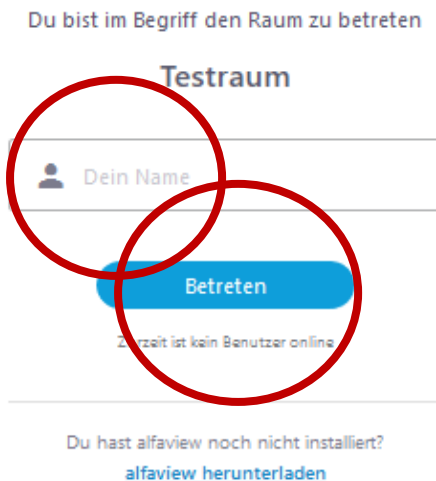 Du bist im Begriff den Raum zu betreten
Testraum
Dein Name
Betreten
Zurzeit ist kein Benutzer online
Du hast alfaview noch nicht installiert?
alfaview herunterladen